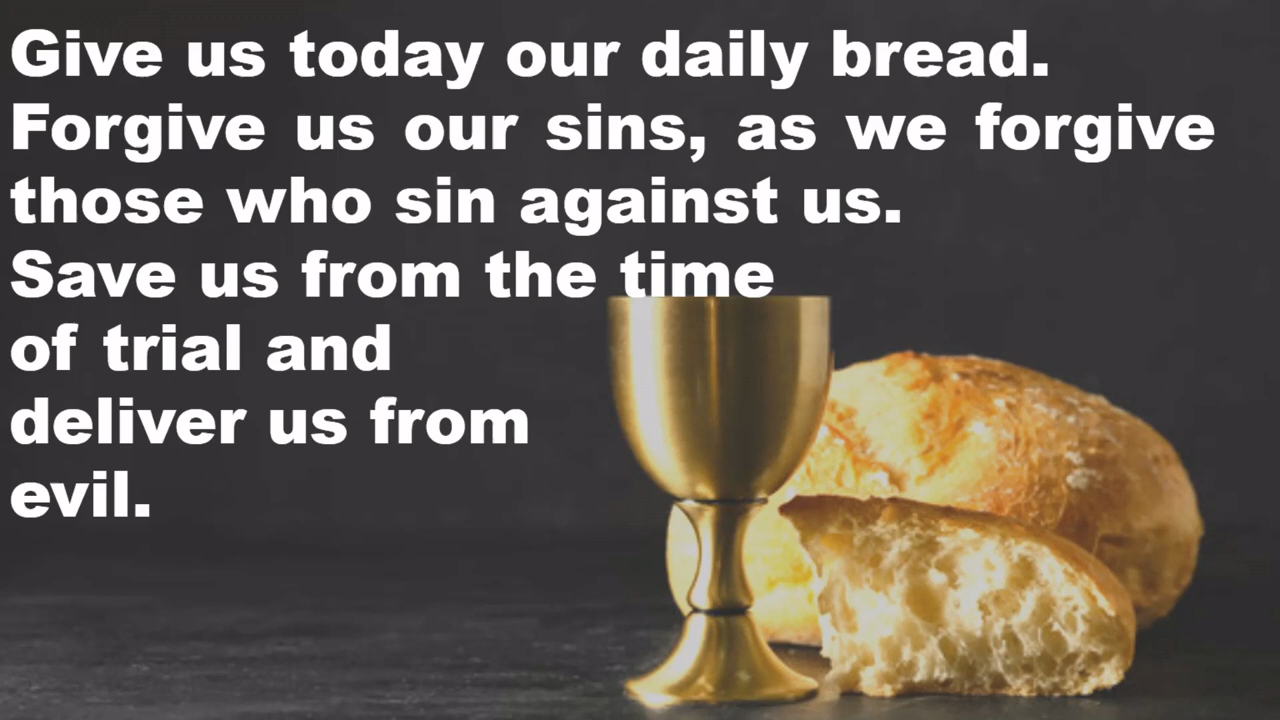 Give us today our daily bread.
Forgive us our sins, as we forgive
those who sin against us.
Save us from the time
of trial and
deliver us from
evil.